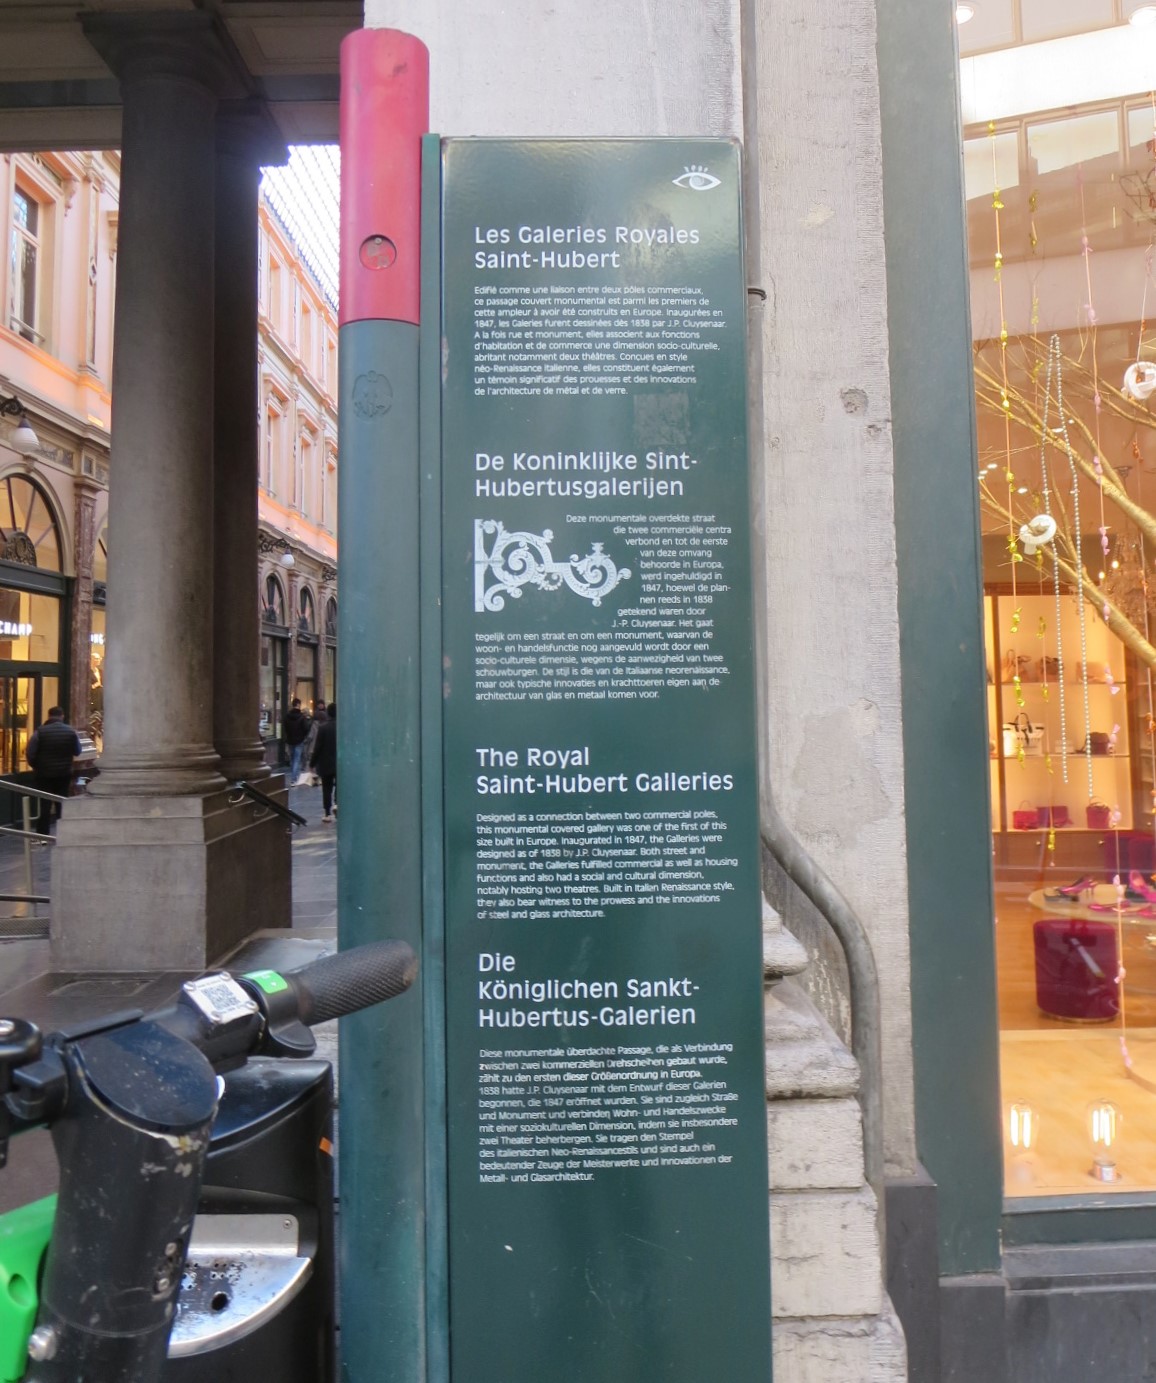 Les Galeries Royales
Saint-Hubert
Edifié comme une liaison entre deux pôles commerciaux,
ce passage couvert monumental est parmi les premiers de
cette ampleur à avoir été construits en Europe. Inaugurées en
1847, les Galeries furent dessinées dès 1838 par J.P. Cluysenaar.
A la fois rue et monument, elles associent aux fonctions
d'habitation et de commerce une dimension socio-culturelle,
abritant notamment deux théâtres. Conçues en style
néo-Renaissance italienne, elles constituent également
un témoin significatif des prouesses et des innovations
de l'architecture de métal et de verre.
De Koninklijke Sint-
Hubertusgalerijen
Deze monumentale overdekte straat
die twee commerciële centra
verbond en tot de eerste
van deze omvang
behoorde in Europa,
werd ingehuldigd in
1847, hoewel de plan-
nen reeds in 1838
getekend waren door
J.-P. Cluysenaar. Het gaat
tegelijk om een straat en om een monument, waarvan de
woon- en handelsfunctie nog aangevuld wordt door een
socio-culturele dimensie, wegens de aanwezigheid van twee
schouwburgen. De stijl is die van de Italiaanse neorenaissance,
maar ook typische innovaties en krachttoeren eigen aan de
architectuur van glas en metaal komen voor.
The Royal
Saint-Hubert Galleries
Designed as a connection between two commercial poles,
this monumental covered gallery was one of the first of this
size built in Europe. Inaugurated in 1847, the Galleries were
designed as of 1838 by J.P. Cluysenaar. Both street and
monument, the Galleries fulfilled commercial as well as housing
functions and also had a social and cultural dimension,
notably hosting two theatres. Built in Italien Renaissance style,
they also bear witness to the prowess and the innovations
of steel and glass architecture.
Die
Königlichen Sankt-
Hubertus-Galerien
Diese monumentale überdachte Passage, die als Verbindung
zwischen zwei kommerziellen Drehscheihen gebaut wurde,
zählt zu den ersten dieser Größenordnung in Europa.
1838 hatte J.P. Cluysenaar mit dem Entwurf dieser Galerien
begonnen, die 1847 eröffnet wurden. Sie sind zugleich Straße
und Monument und verbinden Wohn- und Handelszwecke
mit einer soziokulturellen Dimension, indem sie insbesondere
zwei Theater beherbergen. Sie tragen den Stempel
des italienischen Neo-Renaissancestils und sind auch ein
bedeutender Zeuge der Meisterwerke und Innovationen der
Metall- und Glasarchitektur.